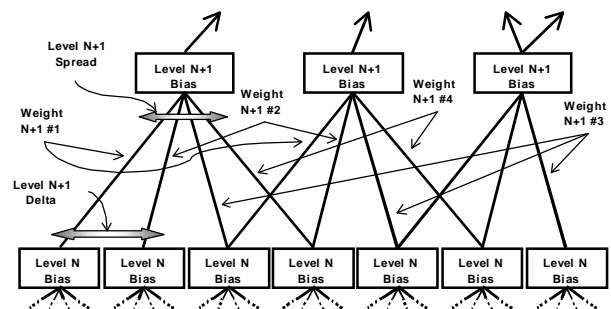 Level N+1
Spread
Level N+1
Bias
Level N+1
Bias
Level N+1
Bias
Weight
N+1 #1
Weight
N+1 #2
Weight
N+1 #4
Weight
N+1 #3
Level N+1
Delta
Level N
Bias
Level N
Bias
Level N
Bias
Level N
Bias
Level N
Bias
Level N
Bias
Level N
Bias